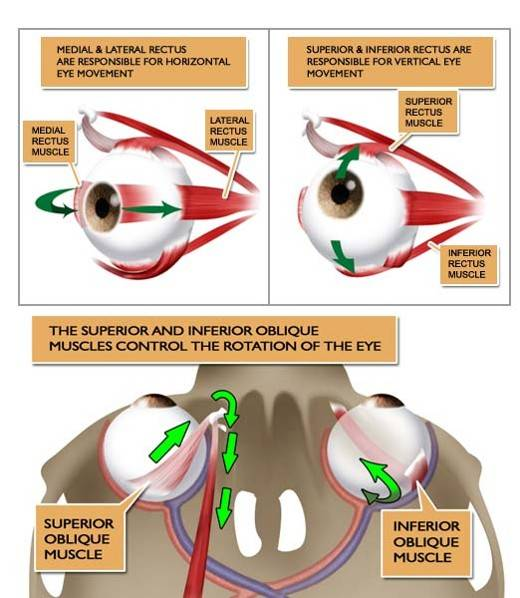 MEDIAL & LATERAL RECTUS
ARE RESPONSIBLE FOR HORIZONTAL
EYE MOVEMENT
MEDIAL
RECTUS
MUSCLE
LATERAL
RECTUS
MUSCLE
SUPERIOR & INFERIOR RECTUS ARE
RESPONSIBLE FOR VERTICAL EYE
MOVEMENT
SUPERIOR
RECTUS
MUSCLE
INFERIOR
RECTUS
MUSCLE
THE SUPERIOR AND INFERIOR OBLIQUE
MUSCLES CONTROL THE ROTATION OF THE EYE
SUPERIOR
OBLIQUE
MUSCLE
INFERIOR
OBLIQUE
MUSCLE